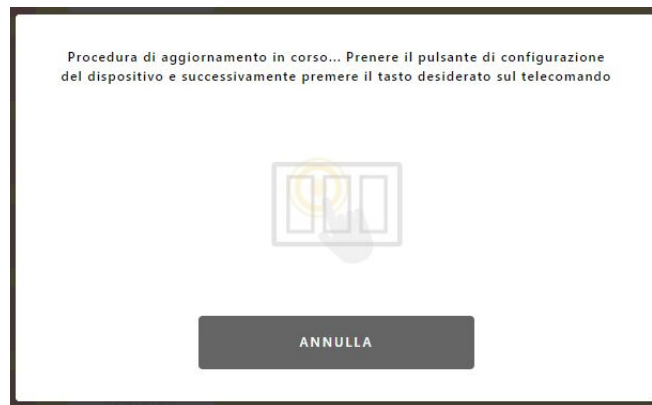 Procedura di aggiornamento in corso... Prenere il pulsante di configurazione
del dispositivo e successivamente premere il tasto desiderato sul telecomando
ANNULLA